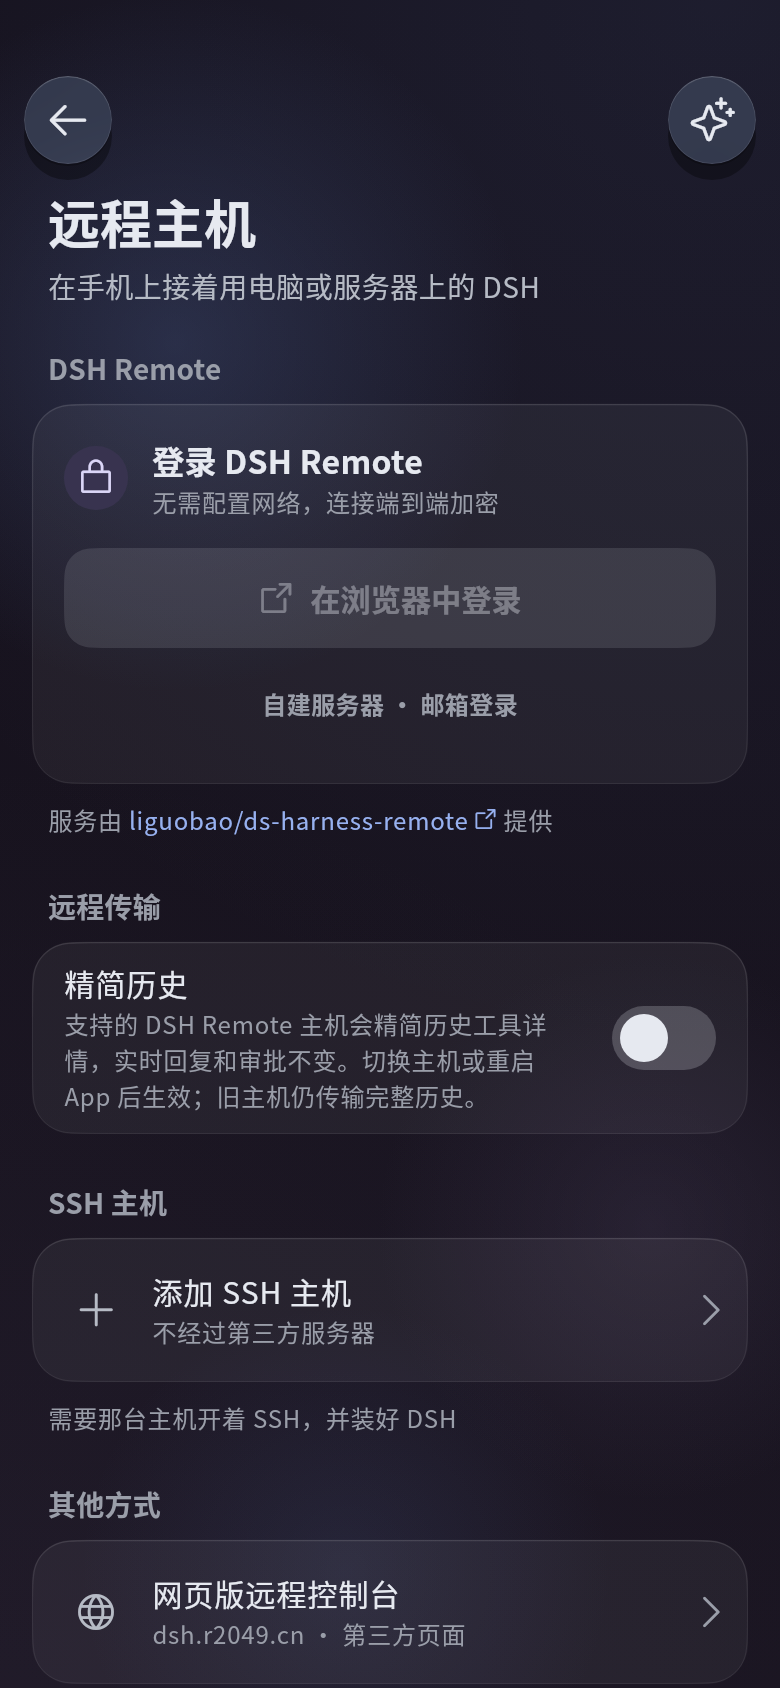 远程主机
在手机上接着用电脑或服务器上的 DSH
DSH Remote
登录 DSH Remote
无需配置网络，连接端到端加密
在浏览器中登录
自建服务器 · 邮箱登录
服务由 liguobao/ds-harness-remote 提供
远程传输
精简历史
支持的 DSH Remote 主机会精简历史工具详
情，实时回复和审批不变。切换主机或重启
App 后生效；旧主机仍传输完整历史。
SSH 主机
添加 SSH 主机
不经过第三方服务器
需要那台主机开着 SSH，并装好 DSH
其他方式
网页版远程控制台
dsh.r2049.cn · 第三方页面